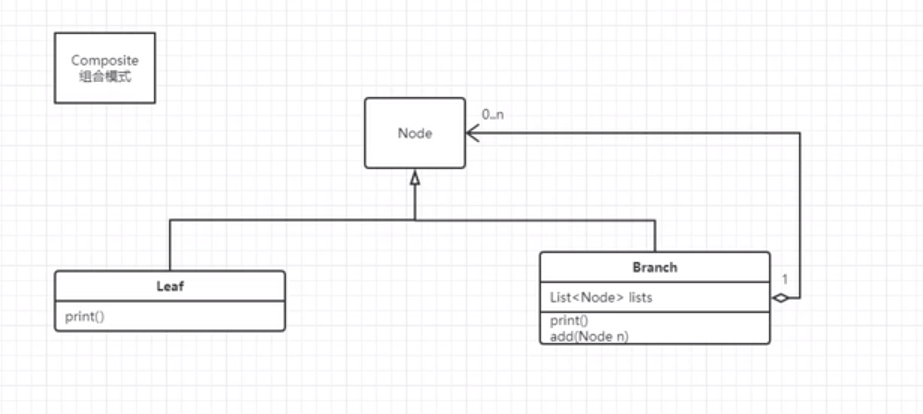 Composite
组合模式
Node
0..n
Leaf
print()
Branch
List<Node> lists
1
print()
add(Node n)